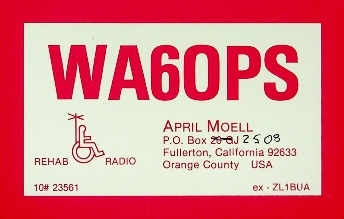 WA6OPS
APRIL MOELL
P.O. Box 2508
Fullerton, California 92633
REHAB RADIO
Orange County USA
10# 23561
ex - ZL1BUA